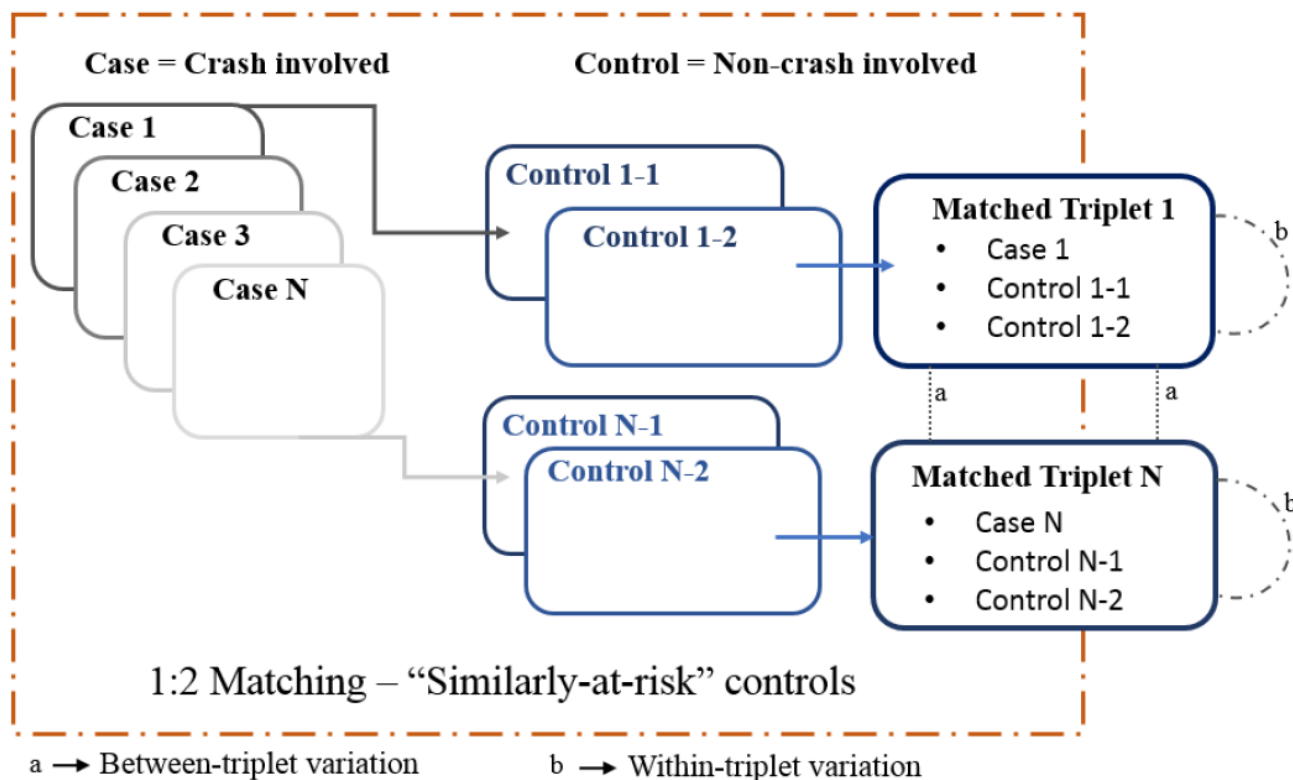 Case = Crash involved
Control = Non-crash involved
Case 1
Case 2
Case 3
Case N
Control 1-1
Control 1-2
Matched Triplet 1
• Case 1
• Control 1-1
• Control 1-2
b
a
a
Control N-1
Control N-2
Matched Triplet N
• Case N
• Control N-1
• Control N-2
b
1:2 Matching – “Similarly-at-risk” controls
a → Between-triplet variation
b → Within-triplet variation